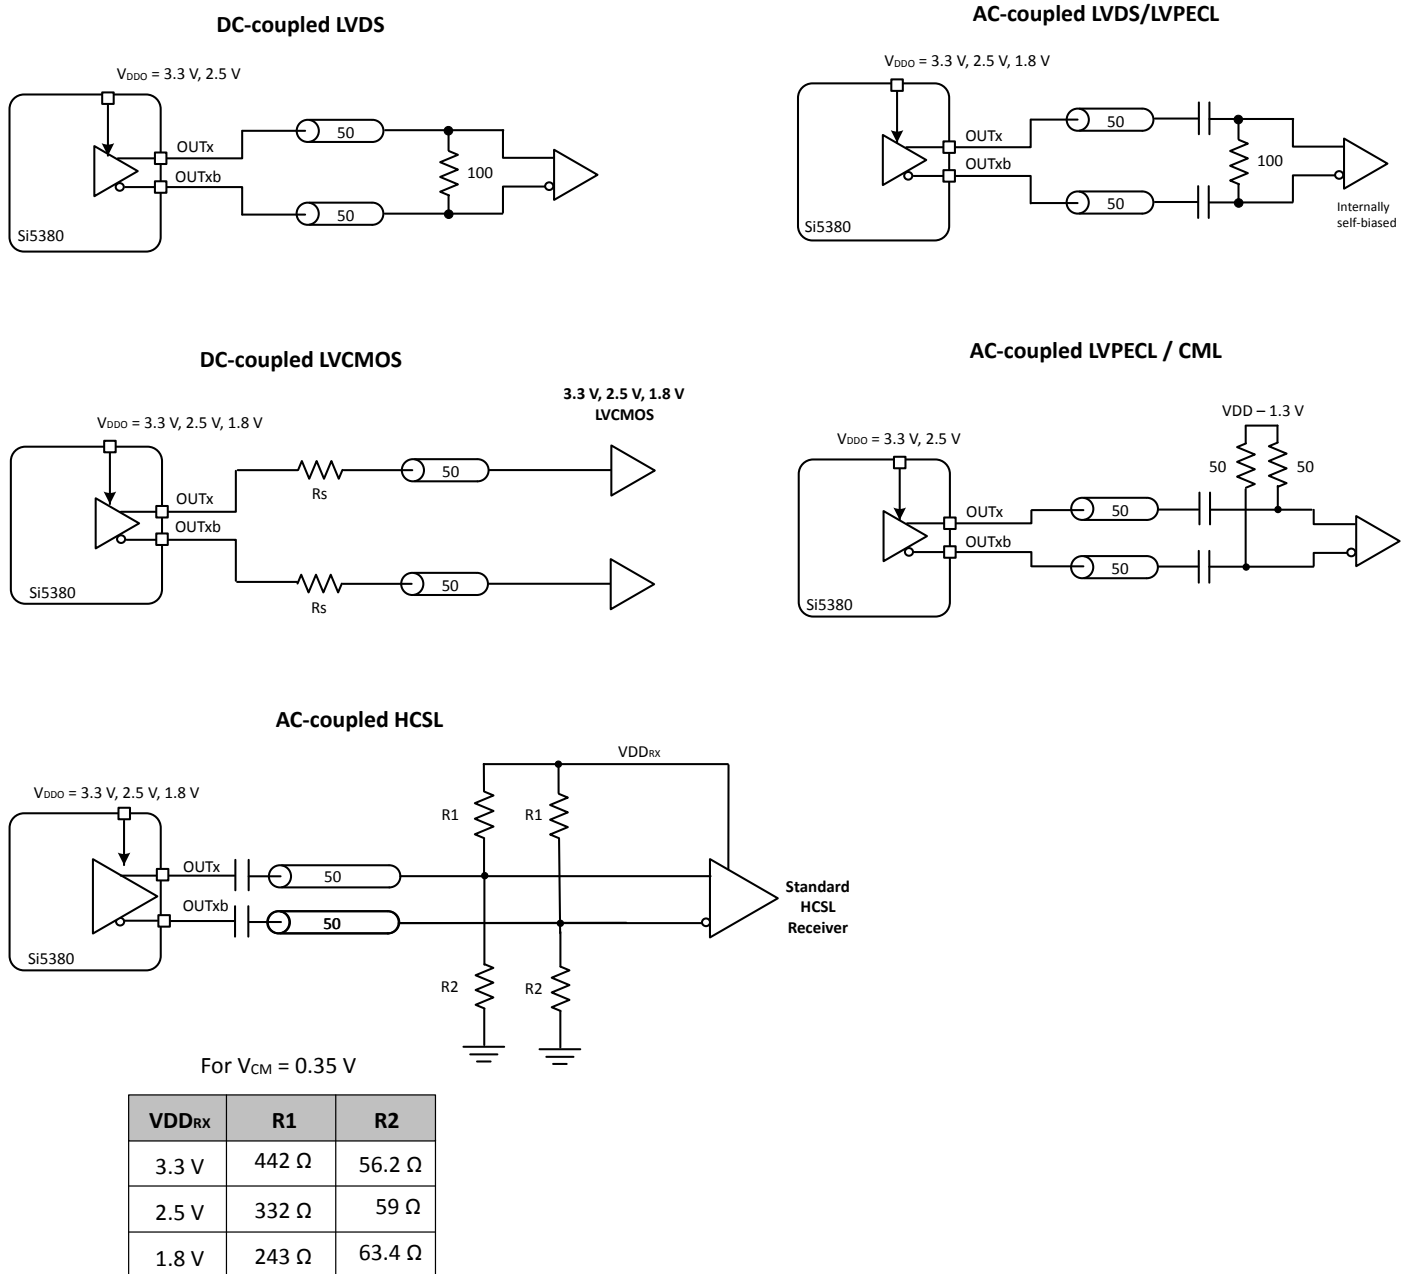 DC-coupled LVDS
VDDO = 3.3 V, 2.5 V
OUTx
50
OUTxb
50
100
Si5380
AC-coupled LVDS/LVPECL
VDDO = 3.3 V, 2.5 V, 1.8 V
OUTx
50
OUTxb
50
100
Internally
self-biased
Si5380
DC-coupled LVCMOS
VDDO = 3.3 V, 2.5 V, 1.8 V
3.3 V, 2.5 V, 1.8 V
LVCMOS
OUTx
Rs
50
OUTxb
Rs
50
Si5380
AC-coupled LVPECL / CML
VDDO = 3.3 V, 2.5 V
VDD – 1.3 V
50
50
OUTx
50
OUTxb
50
Si5380
AC-coupled HCSL
VDDO = 3.3 V, 2.5 V, 1.8 V
VDDRX
R1
R1
OUTx
50
OUTxb
50
Standard
HCSL
Receiver
R2
R2
Si5380
For VCM = 0.35 V
VDDRX R1 R2
3.3 V 442 Ω 56.2 Ω
2.5 V 332 Ω 59 Ω
1.8 V 243 Ω 63.4 Ω